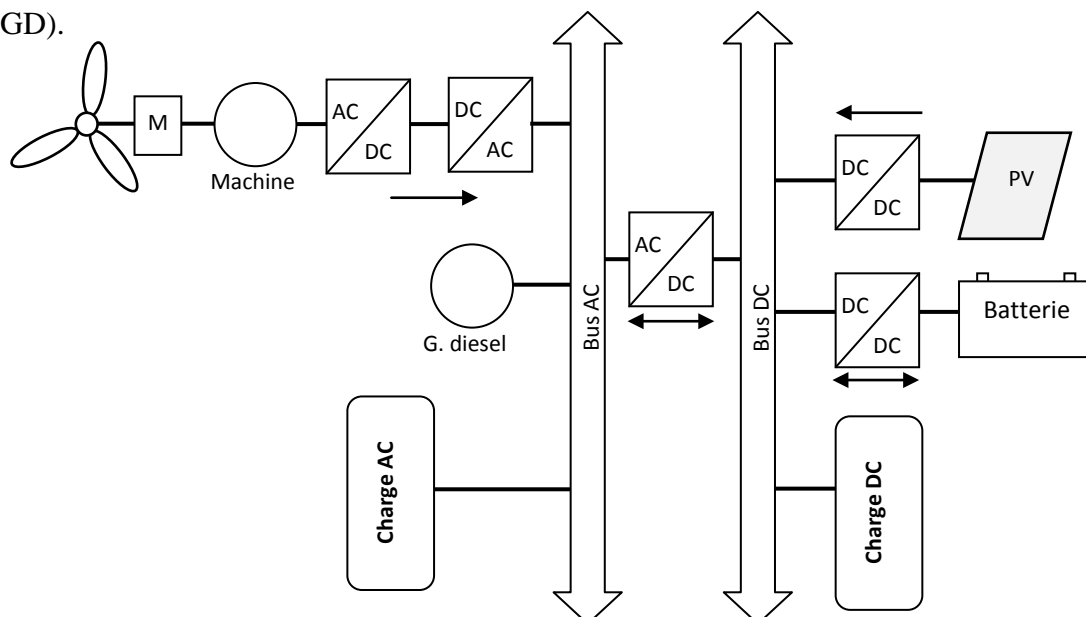 GD).
M
AC
DC
DC
AC
Machine
DC
DC
PV
AC
DC
G. diesel
Bus AC
Bus DC
DC
DC
Batterie
Charge AC
Charge DC